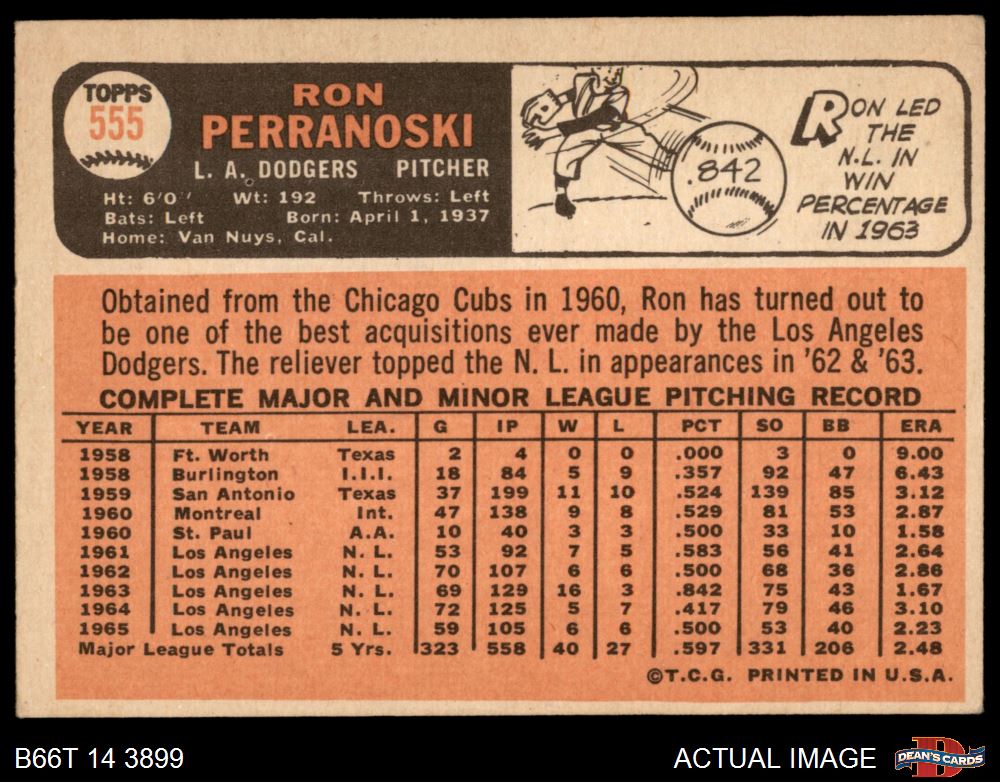 TOPPS
555
RON
PERRANOSKI
L. A. DODGERS PITCHER
Ht: 6'0" Wt: 192 Throws: Left
Bats: Left Born: April 1, 1937
Home: Van Nuys, Cal.
.842
RON LED
THE
N.L. IN
WIN
PERCENTAGE
IN 1963
Obtained from the Chicago Cubs in 1960, Ron has turned out to
be one of the best acquisitions ever made by the Los Angeles
Dodgers. The reliever topped the N. L. in appearances in '62 & '63.
COMPLETE MAJOR AND MINOR LEAGUE PITCHING RECORD
YEAR TEAM LEA. G IP W L PCT SO BB ERA
1958 Ft. Worth Texas 2 4 0 0 .000 3 0 9.00
1958 Burlington I.I.I. 18 84 5 9 .357 92 47 6.43
1959 San Antonio Texas 37 199 11 10 .524 139 85 3.12
1960 Montreal Int. 47 138 9 8 .529 81 53 2.87
1960 St. Paul A.A. 10 40 3 3 .500 33 10 1.58
1961 Los Angeles N. L. 53 92 7 5 .583 56 41 2.64
1962 Los Angeles N. L. 70 107 6 6 .500 68 36 2.86
1963 Los Angeles N. L. 69 129 16 3 .842 75 43 1.67
1964 Los Angeles N. L. 72 125 5 7 .417 79 46 3.10
1965 Los Angeles N. L. 59 105 6 6 .500 53 40 2.23
Major League Totals 5 Yrs. 323 558 40 27 .597 331 206 2.48
©T.C.G. PRINTED IN U.S.A.
B66T 14 3899
ACTUAL IMAGE
D
DEAN'S CARDS